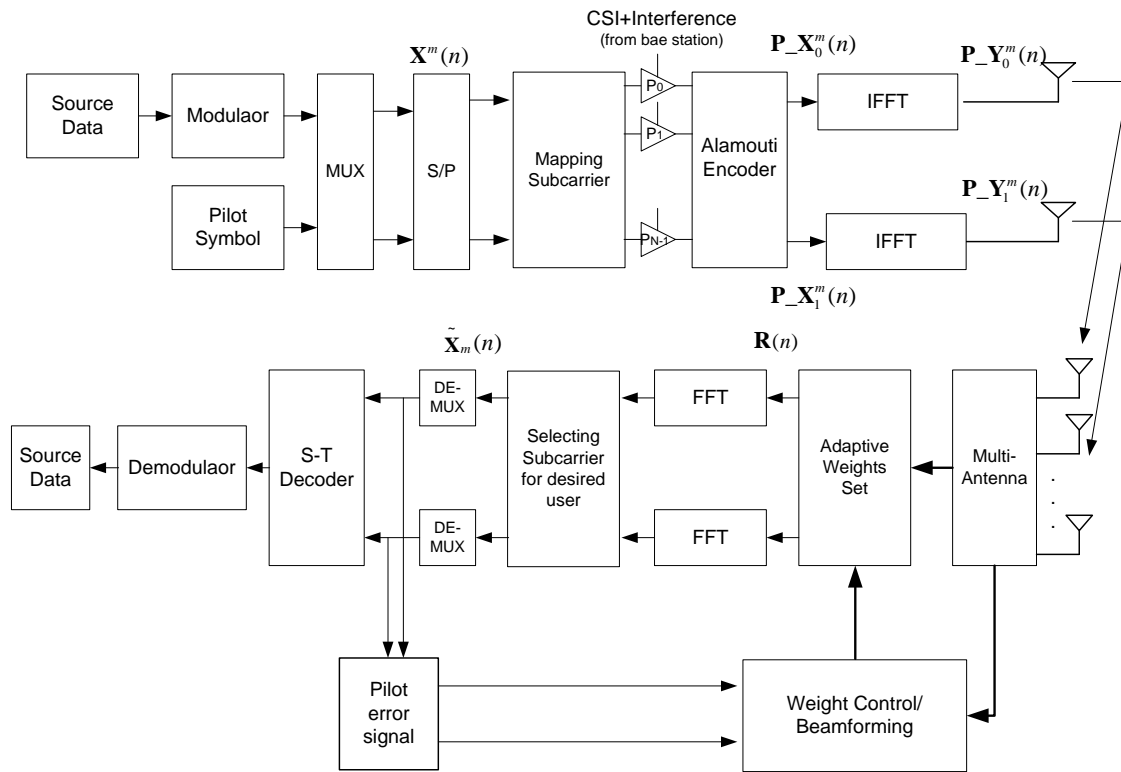 CSI+Interference
(from bae station)
X^m(n)
P_X_0^m(n)
P_Y_0^m(n)
Source
Data
Modulaor
Pilot
Symbol
MUX
S/P
Mapping
Subcarrier
P0
P1
PN-1
Alamouti
Encoder
IFFT
IFFT
P_Y_1^m(n)
P_X_1^m(n)
X̃_m(n)
R(n)
Source
Data
Demodulaor
S-T
Decoder
DE-
MUX
DE-
MUX
Selecting
Subcarrier
for desired
user
FFT
FFT
Adaptive
Weights
Set
Multi-
Antenna
.
.
.
Pilot
error
signal
Weight Control/
Beamforming